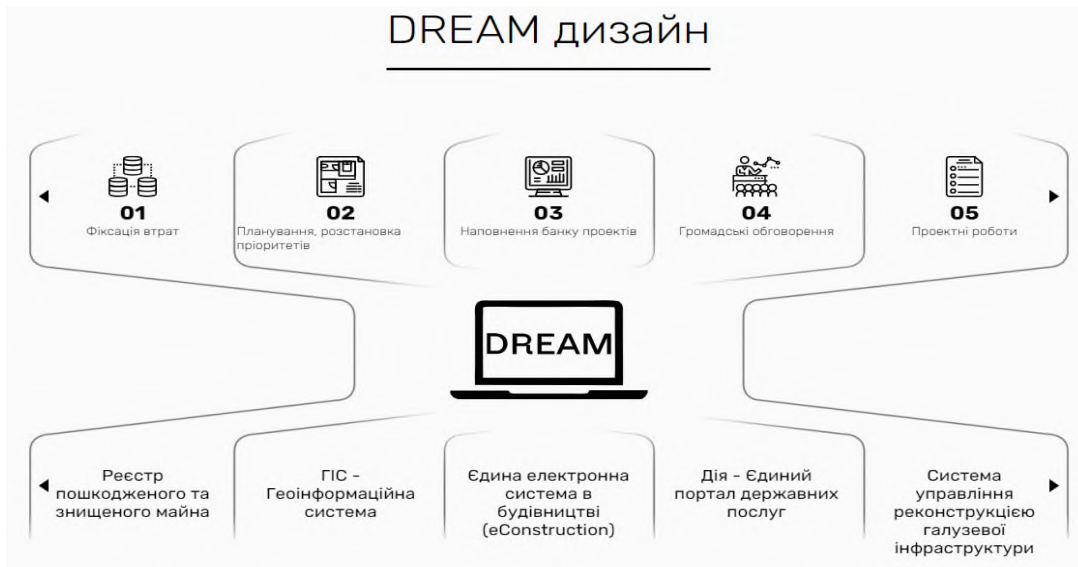 DREAM дизайн
01
Фіксація втрат
02
Планування, розстановка
пріоритетів
03
Наповнення банку проектів
04
Громадські обговорення
05
Проектні роботи
DREAM
Реєстр
пошкодженого та
знищеного майна
ГІС -
Геоінформаційна
система
Єдина електронна
система в
будівництві
(eConstruction)
Дія - Єдиний
портал державних
послуг
Система
управління
реконструкцією
галузевої
інфраструктури